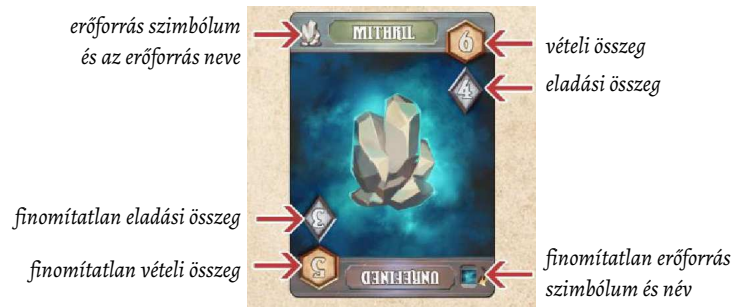 erőforrás szimbólum
és az erőforrás neve
MITHRIL
6
vételi összeg
4
eladási összeg
finomítatlan eladási összeg
3
finomítatlan vételi összeg
5
UNREFINED
finomítatlan erőforrás
szimbólum és név